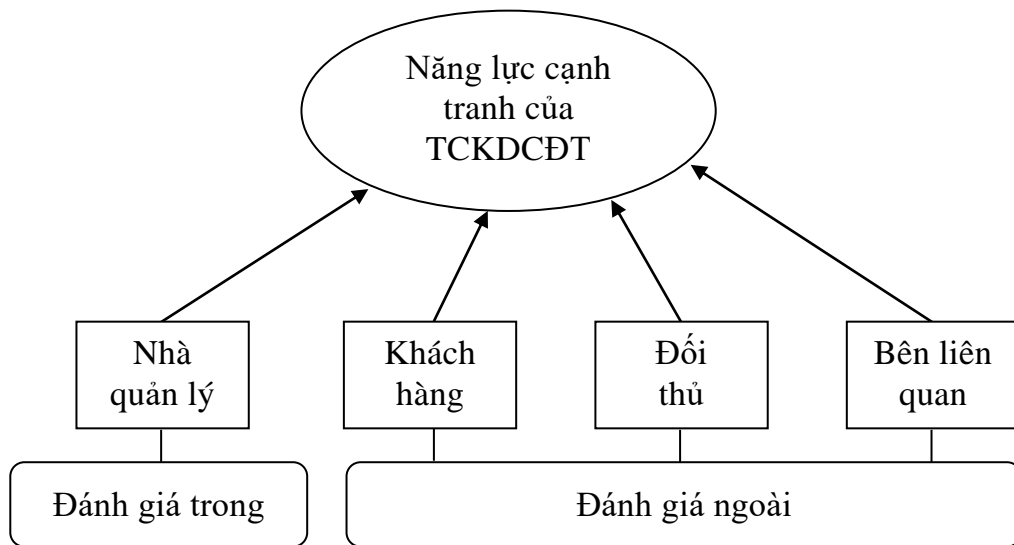 Năng lực cạnh
tranh của
TCKDCĐT
Nhà
quản lý
Khách
hàng
Đối
thủ
Bên liên
quan
Đánh giá trong
Đánh giá ngoài